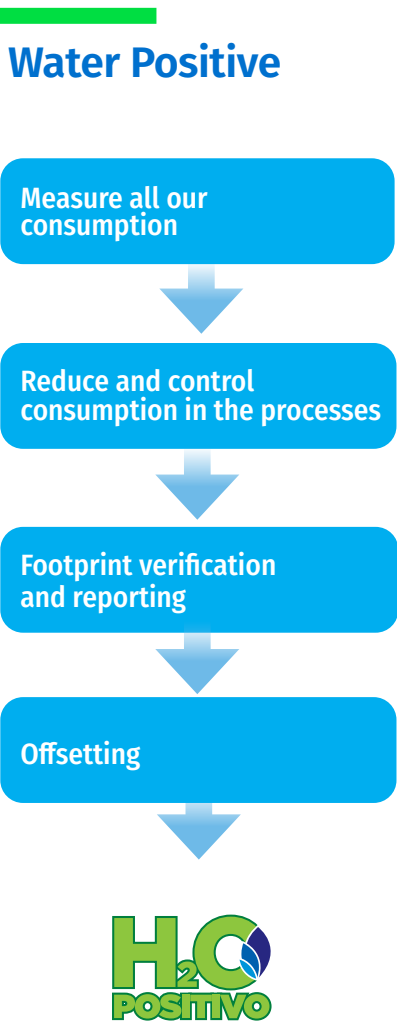 Water Positive
Measure all our
consumption
Reduce and control
consumption in the processes
Footprint verification
and reporting
Offsetting
H2O
POSITIVO